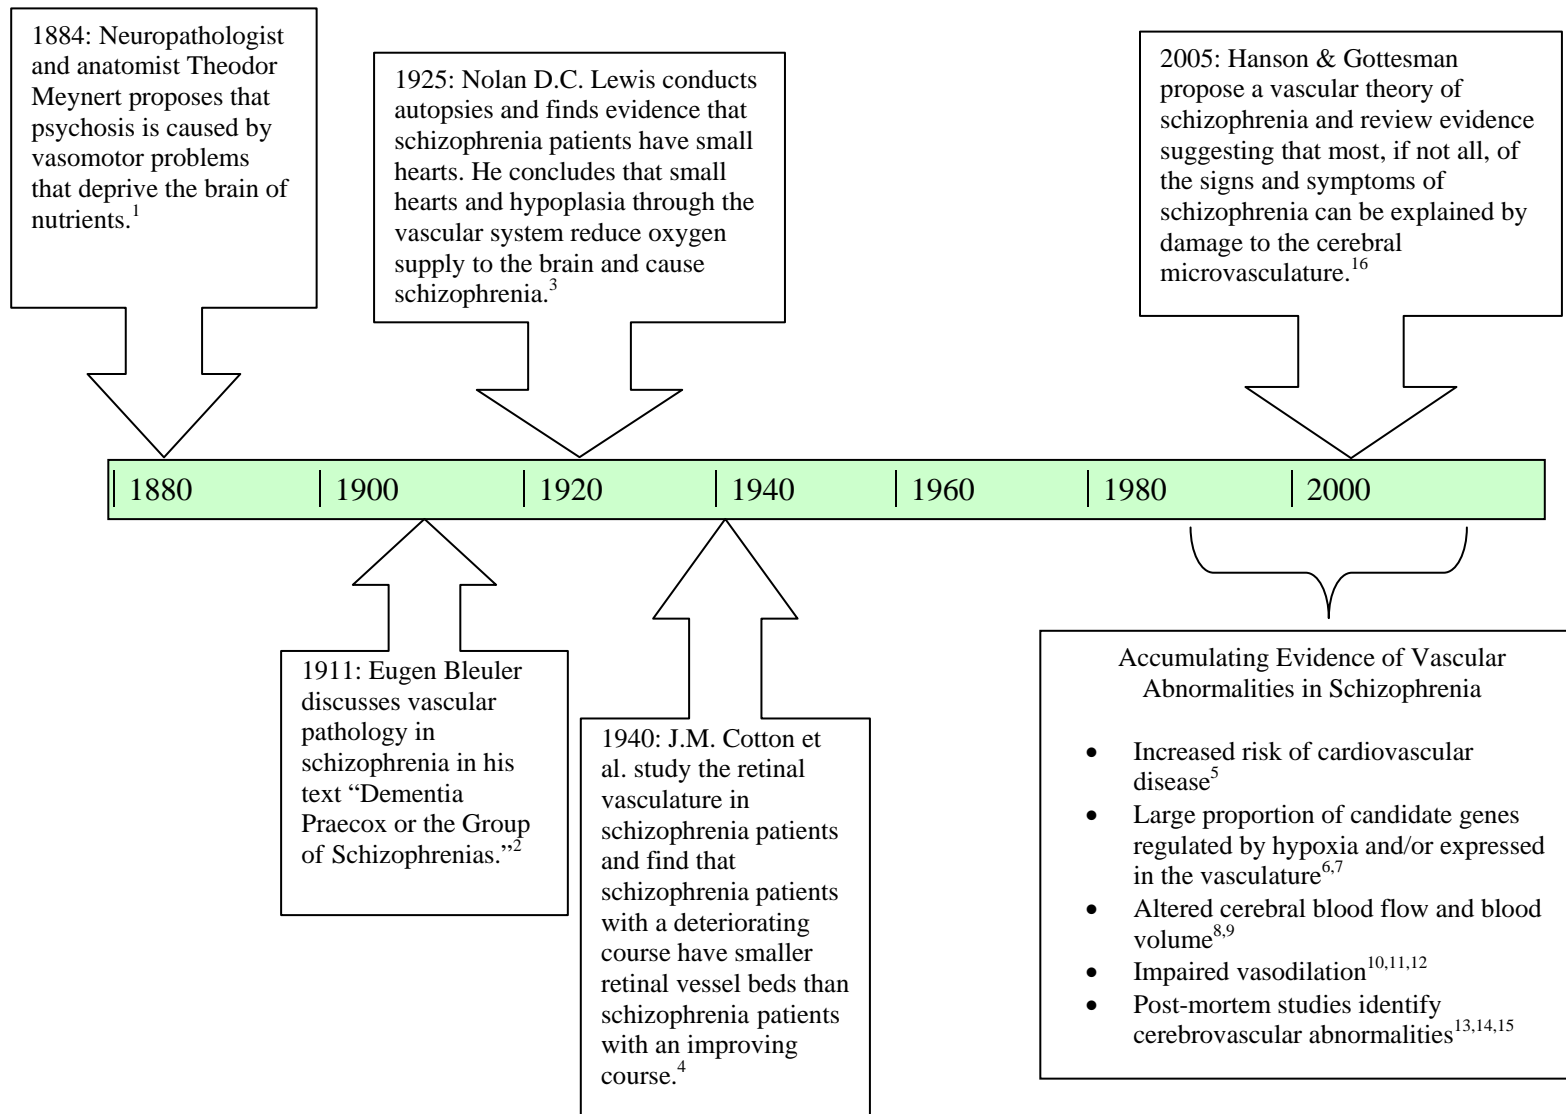 1884: Neuropathologist
and anatomist Theodor
Meynert proposes that
psychosis is caused by
vasomotor problems
that deprive the brain of
nutrients.1
1925: Nolan D.C. Lewis conducts
autopsies and finds evidence that
schizophrenia patients have small
hearts. He concludes that small
hearts and hypoplasia through the
vascular system reduce oxygen
supply to the brain and cause
schizophrenia.3
2005: Hanson & Gottesman
propose a vascular theory of
schizophrenia and review evidence
suggesting that most, if not all, of
the signs and symptoms of
schizophrenia can be explained by
damage to the cerebral
microvasculature.16
1880 1900 1920 1940 1960 1980 2000
1911: Eugen Bleuler
discusses vascular
pathology in
schizophrenia in his
text “Dementia
Praecox or the Group
of Schizophrenias.”2
1940: J.M. Cotton et
al. study the retinal
vasculature in
schizophrenia patients
and find that
schizophrenia patients
with a deteriorating
course have smaller
retinal vessel beds than
schizophrenia patients
with an improving
course.4
Accumulating Evidence of Vascular
Abnormalities in Schizophrenia
• Increased risk of cardiovascular
disease5
• Large proportion of candidate genes
regulated by hypoxia and/or expressed
in the vasculature6,7
• Altered cerebral blood flow and blood
volume8,9
• Impaired vasodilation10,11,12
• Post-mortem studies identify
cerebrovascular abnormalities13,14,15